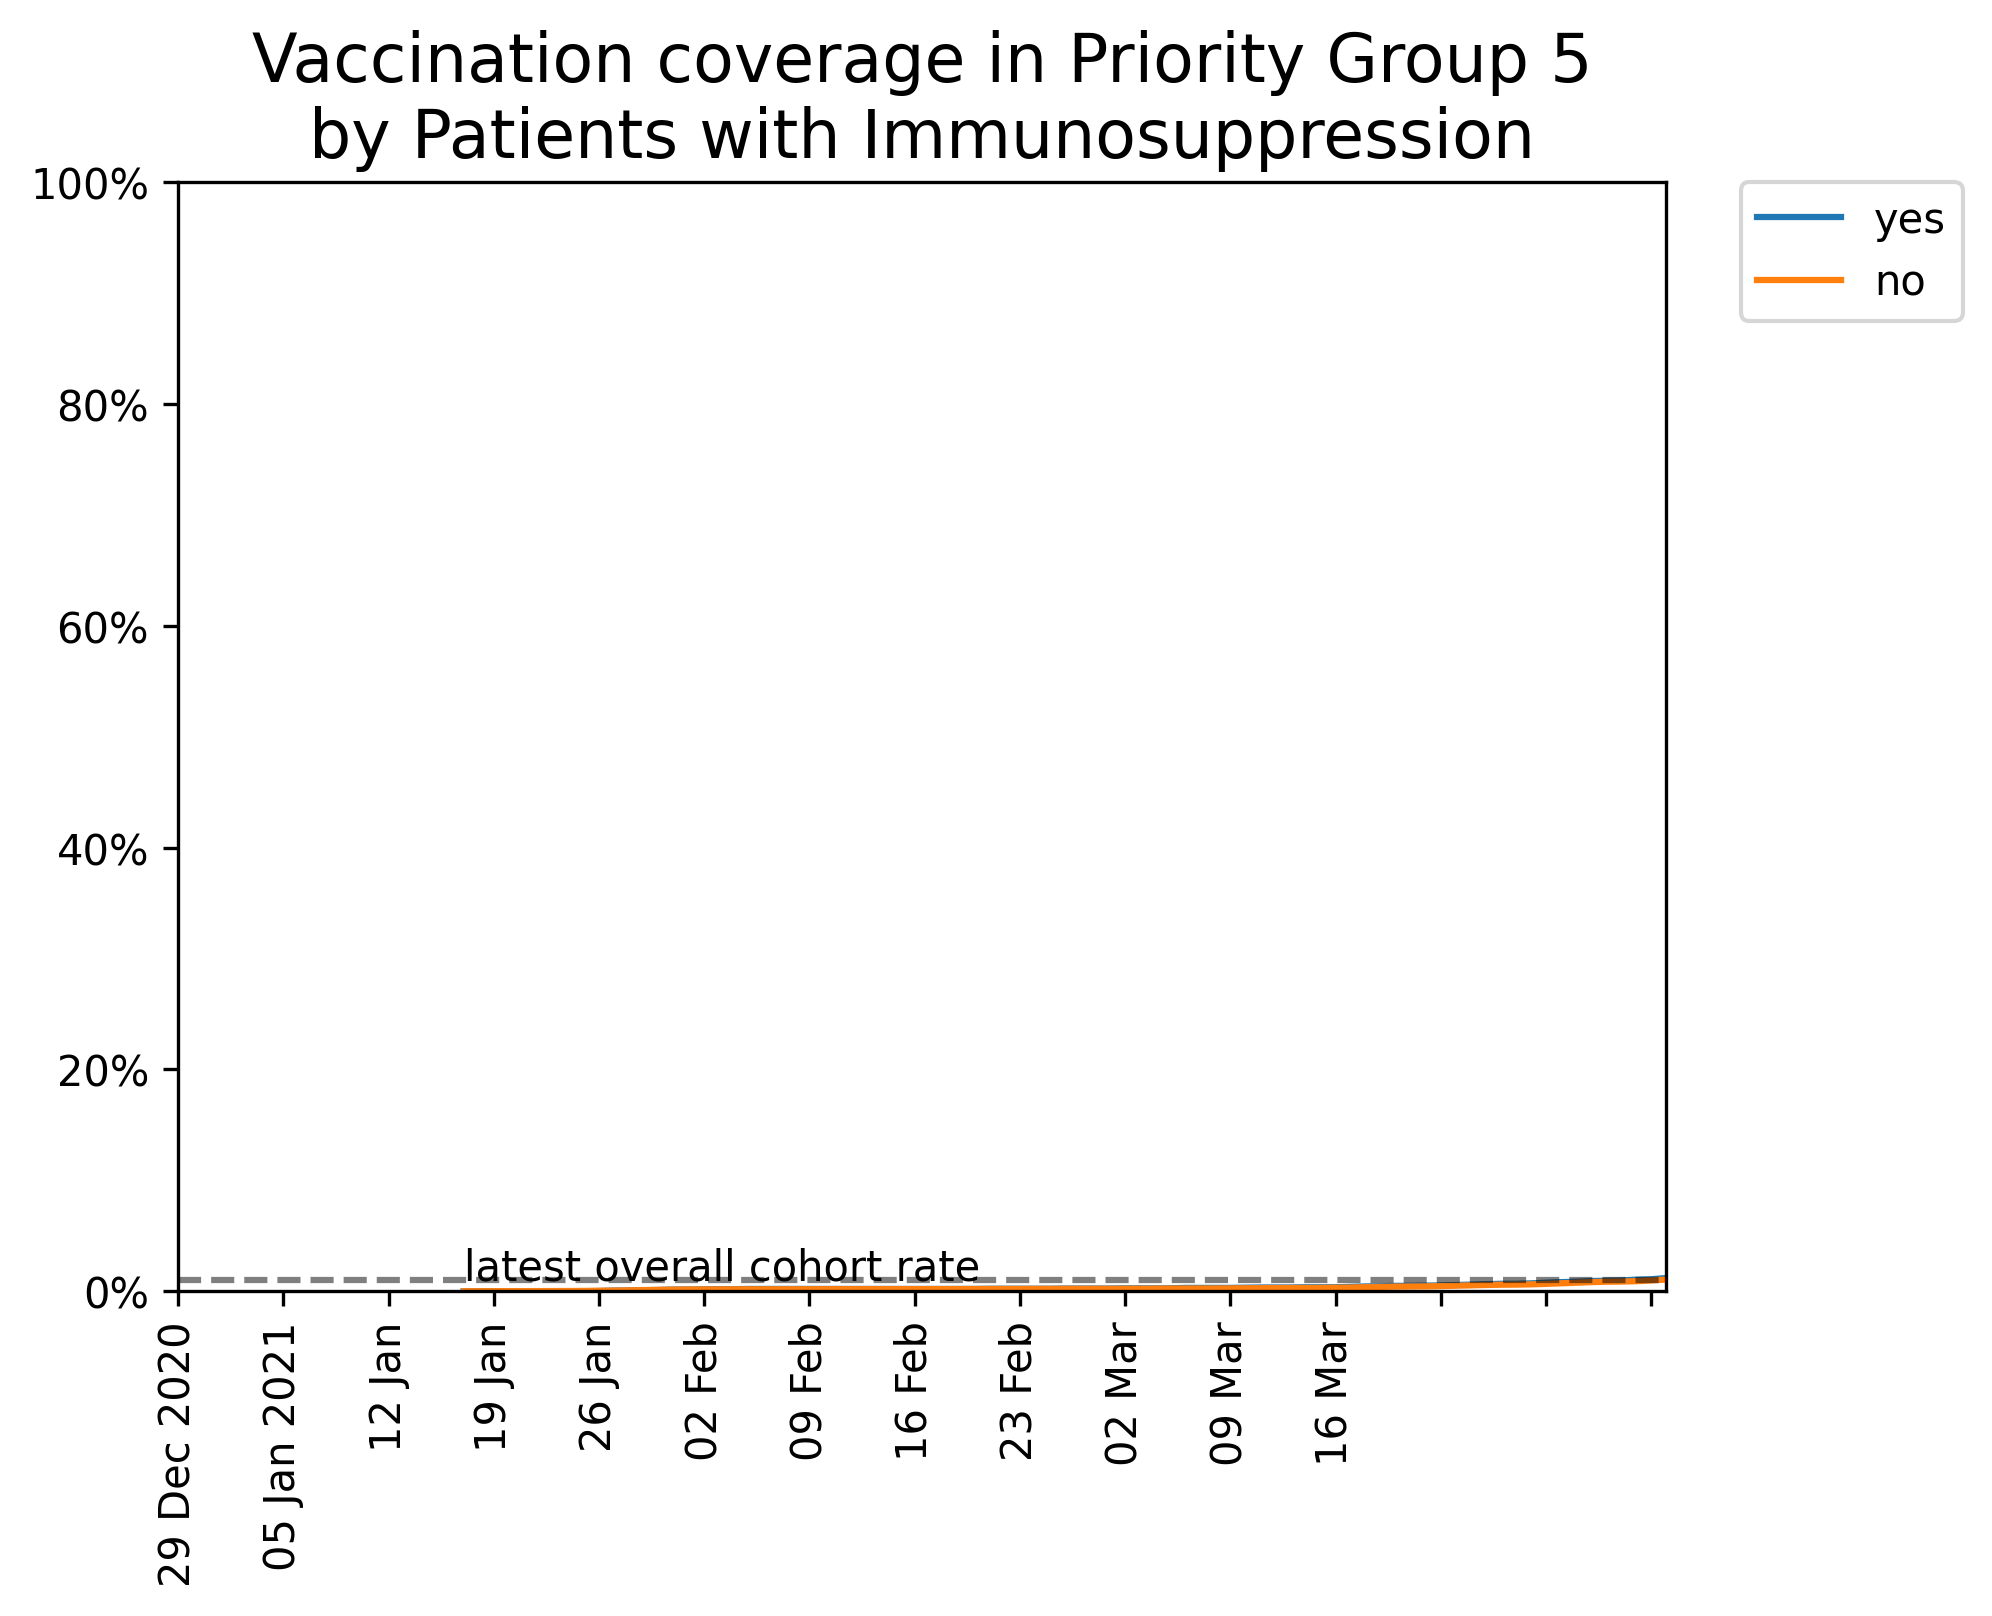 Vaccination coverage in Priority Group 5
by Patients with Immunosuppression
100%
80%
60%
40%
20%
0%
yes
no
latest overall cohort rate
29 Dec 2020
05 Jan 2021
12 Jan
19 Jan
26 Jan
02 Feb
09 Feb
16 Feb
23 Feb
02 Mar
09 Mar
16 Mar